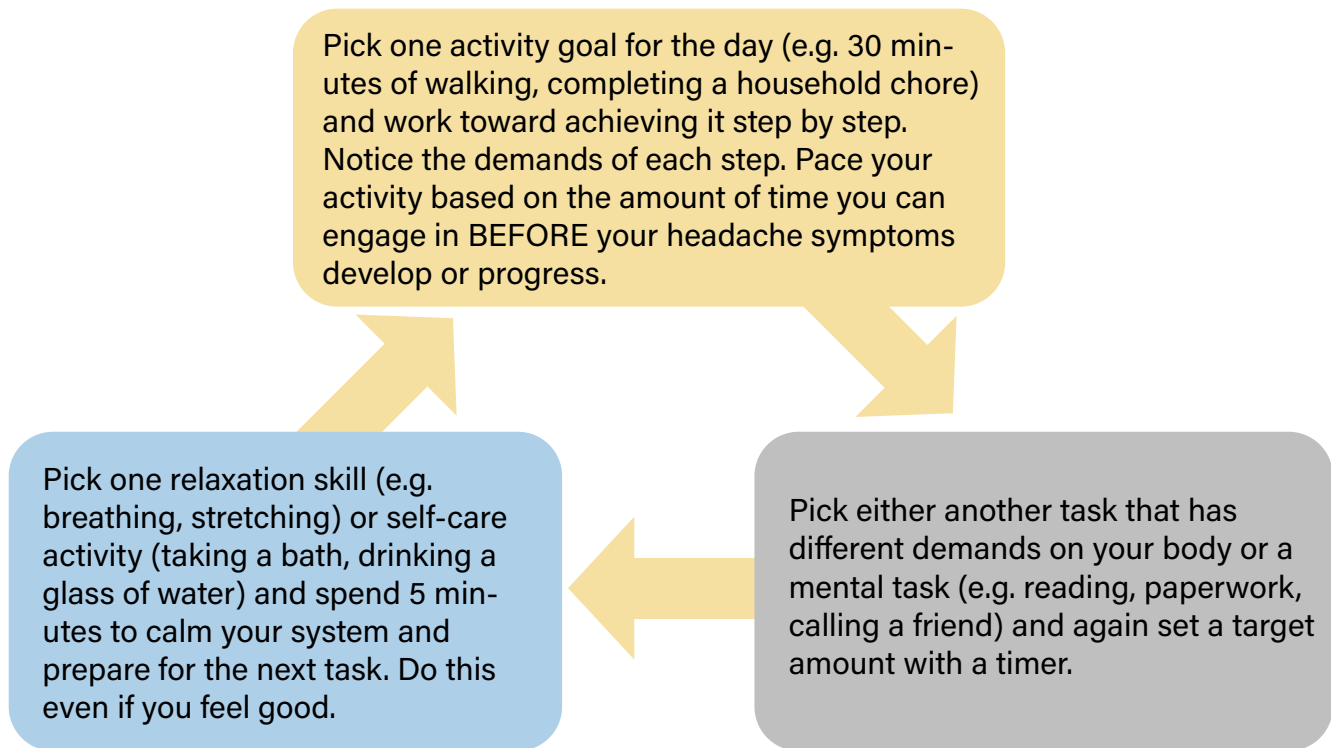 Pick one activity goal for the day (e.g. 30 min-
utes of walking, completing a household chore)
and work toward achieving it step by step.
Notice the demands of each step. Pace your
activity based on the amount of time you can
engage in BEFORE your headache symptoms
develop or progress.
Pick either another task that has
different demands on your body or a
mental task (e.g. reading, paperwork,
calling a friend) and again set a target
amount with a timer.
Pick one relaxation skill (e.g.
breathing, stretching) or self-care
activity (taking a bath, drinking a
glass of water) and spend 5 min-
utes to calm your system and
prepare for the next task. Do this
even if you feel good.